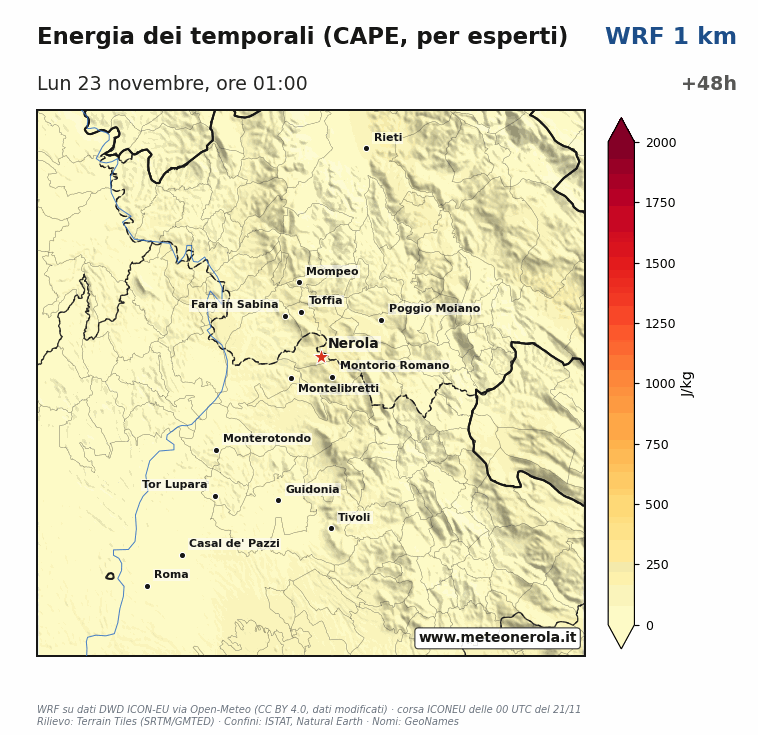 Energia dei temporali (CAPE, per esperti)
WRF 1 km
Lun 23 novembre, ore 01:00
+48h
Rieti
Mompeo
Toffia
Fara in Sabina
Poggio Moiano
Nerola
Montorio Romano
Montelibretti
Monterotondo
Tor Lupara
Guidonia
Tivoli
Casal de' Pazzi
Roma
www.meteonerola.it
2000
1750
1500
1250
1000
750
500
250
0
J/kg
WRF su dati DWD ICON-EU via Open-Meteo (CC BY 4.0, dati modificati) · corsa ICONEU delle 00 UTC del 21/11
Rilievo: Terrain Tiles (SRTM/GMTED) · Confini: ISTAT, Natural Earth · Nomi: GeoNames